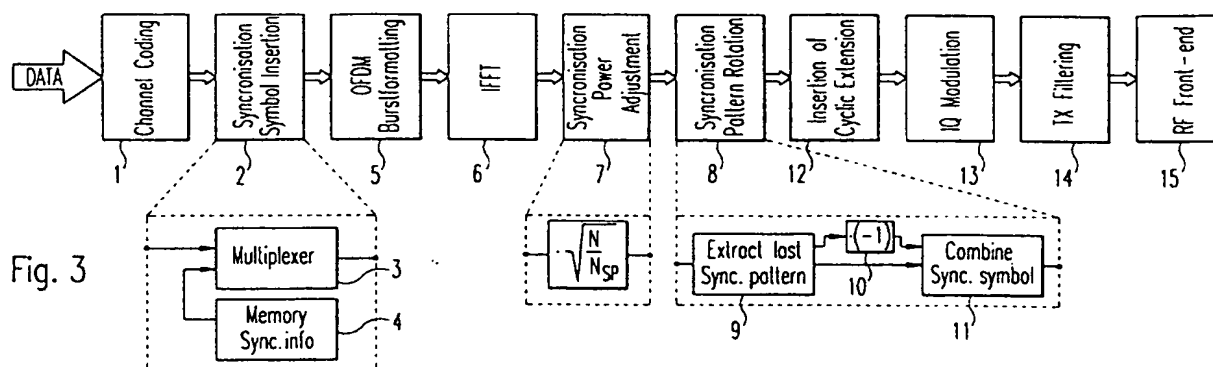 DATA
Channel Coding
Syncronisation
Symbol Insertion
OFDM
Burstformatting
IFFT
Syncronisation
Power
Adjustment
Syncronisation
Pattern Rotation
Insertion of
Cyclic Extension
IQ Modulation
TX Filtering
RF Front-end
1
2
5
6
7
8
12
13
14
15
Fig. 3
Multiplexer
3
Memory
Sync.info
4
·√N/N_SP
Extract last
Sync. pattern
9
·(-1)
10
Combine
Sync. symbol
11